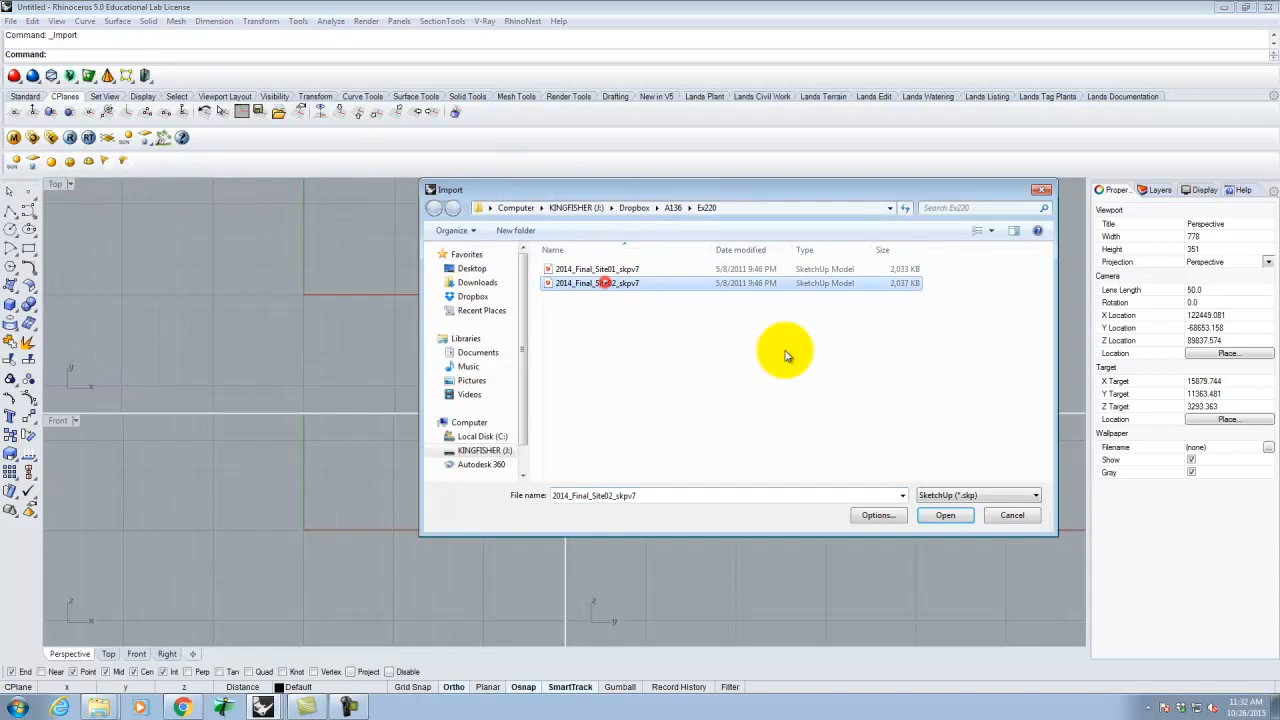 Untitled - Rhinoceros 5.0 Educational Lab License
File Edit View Curve Surface Solid Mesh Dimension Transform Tools Analyze Render Panels SectionTools V-Ray RhinoNest Help
Command: _Import
Command:
Standard CPlanes Set View Display Select Viewport Layout Visibility Transform Curve Tools Surface Tools Solid Tools Mesh Tools Render Tools Drafting New in V5 Lands Plant Lands Civil Work Lands Terrain Lands Edit Lands Watering Lands Listing Lands Tag Plants Lands Documentation
M R RT
Top
Import
Proper... Layers Display Help
Computer KINGFISHER (J:) Dropbox A136 Ex220 Search Ex220
Viewport
Organize New folder
Title Perspective
Width 778
Height 351
Projection Perspective
Name Date modified Type Size
Favorites
Desktop
Downloads
Dropbox
Recent Places
2014_Final_Site01_skpv7 5/8/2011 9:46 PM SketchUp Model 2,033 KB
2014_Final_Site02_skpv7 5/8/2011 9:46 PM SketchUp Model 2,037 KB
Camera
Lens Length 50.0
Rotation 0.0
X Location 122449.081
Y Location -68653.158
Z Location 89837.574
Location Place...
Libraries
Documents
Music
Pictures
Videos
Target
X Target 15879.744
Y Target 11363.481
Z Target 3293.363
Location Place...
y
x
Front
Computer
Local Disk (C:)
KINGFISHER (J:)
Autodesk 360
Wallpaper
Filename (none)
Show
Gray
File name: 2014_Final_Site02_skpv7 SketchUp (*.skp)
Options... Open Cancel
z
x
z
y
Perspective Top Front Right
End Near Point Mid Cen Int Perp Tan Quad Knot Vertex Project Disable
CPlane x y z Distance Default Grid Snap Ortho Planar Osnap SmartTrack Gumball Record History Filter
11:32 AM
10/26/2015